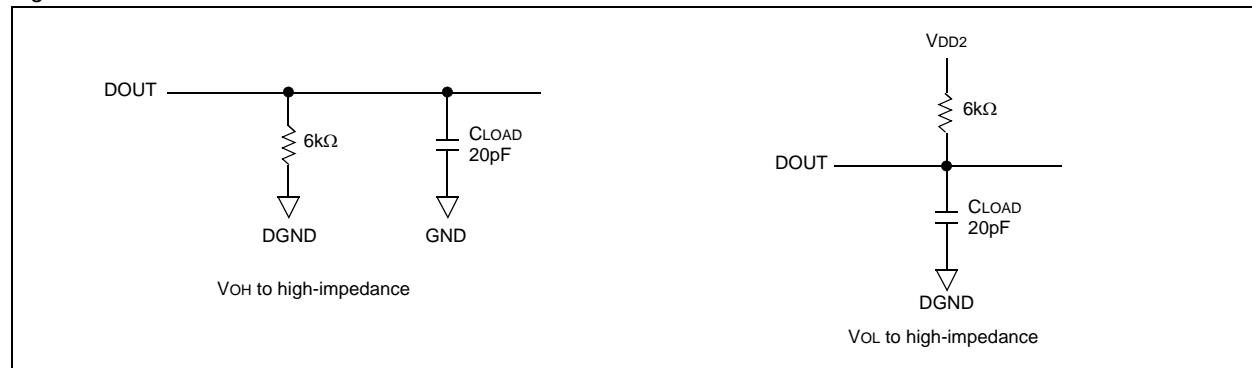 DOUT
6kΩ
CLOAD
20pF
DGND
GND
VOH to high-impedance
VDD2
6kΩ
DOUT
CLOAD
20pF
DGND
VOL to high-impedance